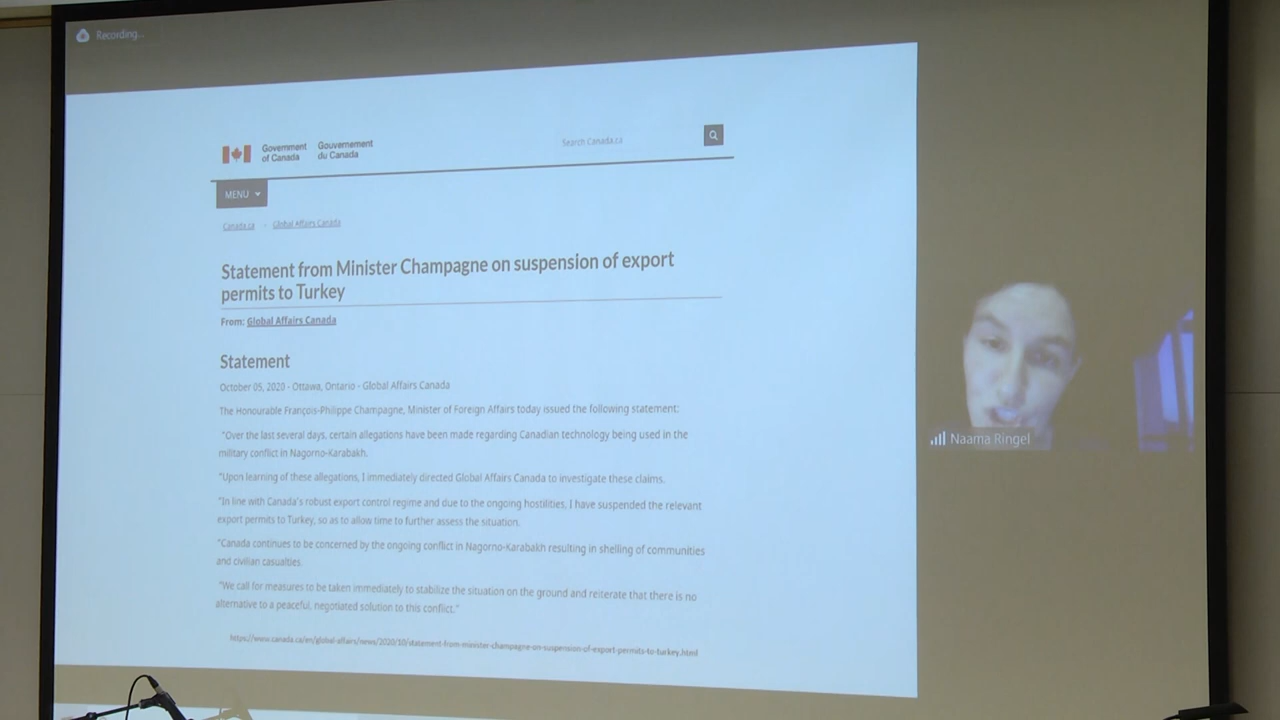 Recording...
Government of Canada
Gouvernement du Canada
Search Canada.ca
MENU
Canada.ca
Global Affairs Canada
Statement from Minister Champagne on suspension of export
permits to Turkey
From: Global Affairs Canada
Statement
October 05, 2020 - Ottawa, Ontario - Global Affairs Canada
The Honourable François-Philippe Champagne, Minister of Foreign Affairs today issued the following statement:
"Over the last several days, certain allegations have been made regarding Canadian technology being used in the
military conflict in Nagorno-Karabakh.
"Upon learning of these allegations, I immediately directed Global Affairs Canada to investigate these claims.
"In line with Canada's robust export control regime and due to the ongoing hostilities, I have suspended the relevant
export permits to Turkey, so as to allow time to further assess the situation.
"Canada continues to be concerned by the ongoing conflict in Nagorno-Karabakh resulting in shelling of communities
and civilian casualties.
"We call for measures to be taken immediately to stabilize the situation on the ground and reiterate that there is no
alternative to a peaceful, negotiated solution to this conflict."
https://www.canada.ca/en/global-affairs/news/2020/10/statement-from-minister-champagne-on-suspension-of-export-permits-to-turkey.html
Naama Ringel